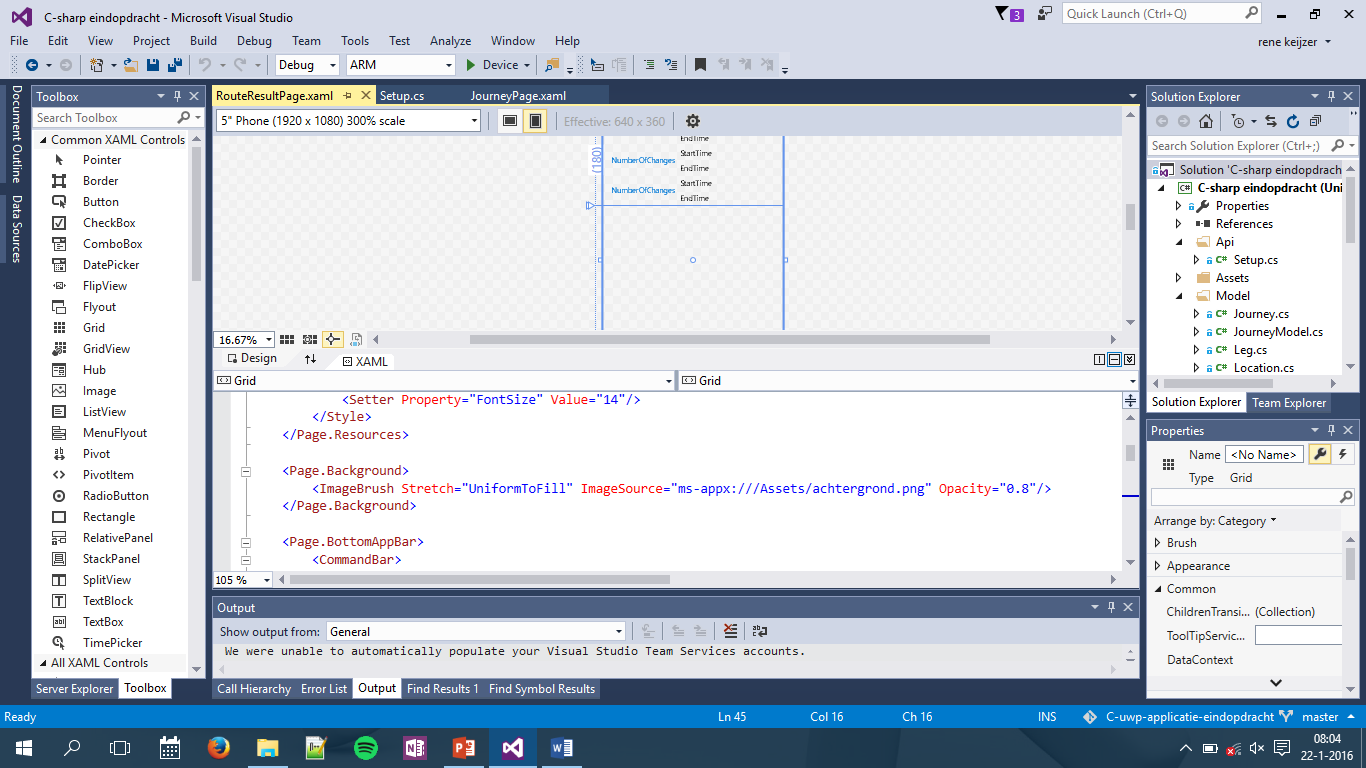 C-sharp eindopdracht - Microsoft Visual Studio
3
Quick Launch (Ctrl+Q)
File Edit View Project Build Debug Team Tools Test Analyze Window Help
rene keijzer
Debug ARM Device
Document Outline
Data Sources
Toolbox
Search Toolbox
Common XAML Controls
Pointer
Border
Button
CheckBox
ComboBox
DatePicker
FlipView
Flyout
Grid
GridView
Hub
Image
ListView
MenuFlyout
Pivot
PivotItem
RadioButton
Rectangle
RelativePanel
StackPanel
SplitView
TextBlock
TextBox
TimePicker
All XAML Controls
Server Explorer Toolbox
RouteResultPage.xaml Setup.cs JourneyPage.xaml
5" Phone (1920 x 1080) 300% scale
Effective: 640 x 360
(180)
EndTime
StartTime
NumberOfChanges
EndTime
StartTime
NumberOfChanges
EndTime
16.67%
Design XAML
Grid Grid
<Setter Property="FontSize" Value="14"/>
</Style>
</Page.Resources>
<Page.Background>
<ImageBrush Stretch="UniformToFill" ImageSource="ms-appx:///Assets/achtergrond.png" Opacity="0.8"/>
</Page.Background>
<Page.BottomAppBar>
<CommandBar>
105 %
Output
Show output from: General
We were unable to automatically populate your Visual Studio Team Services accounts.
Call Hierarchy Error List Output Find Results 1 Find Symbol Results
Solution Explorer
Search Solution Explorer (Ctrl+;)
Solution 'C-sharp eindopdracht
C-sharp eindopdracht (Uni
Properties
References
Api
Setup.cs
Assets
Model
Journey.cs
JourneyModel.cs
Leg.cs
Location.cs
Solution Explorer Team Explorer
Properties
Name <No Name>
Type Grid
Arrange by: Category
Brush
Appearance
Common
ChildrenTransi... (Collection)
ToolTipServic...
DataContext
Ready Ln 45 Col 16 Ch 16 INS C-uwp-applicatie-eindopdracht master
08:04
22-1-2016